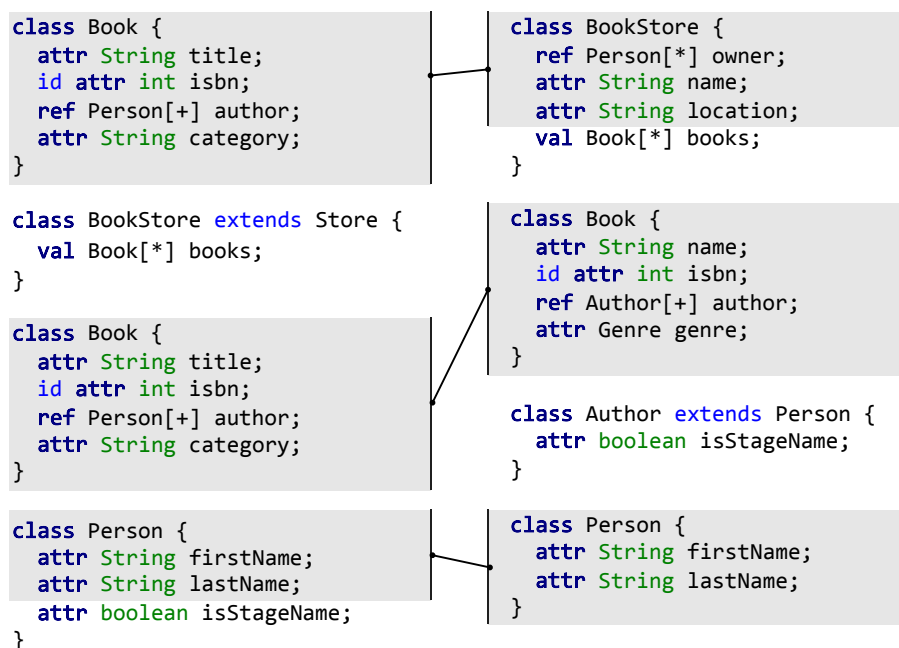 class Book {
  attr String title;
  id attr int isbn;
  ref Person[+] author;
  attr String category;
}
class BookStore extends Store {
  val Book[*] books;
}
class Book {
  attr String title;
  id attr int isbn;
  ref Person[+] author;
  attr String category;
}
class Person {
  attr String firstName;
  attr String lastName;
  attr boolean isStageName;
}
class BookStore {
  ref Person[*] owner;
  attr String name;
  attr String location;
  val Book[*] books;
}
class Book {
  attr String name;
  id attr int isbn;
  ref Author[+] author;
  attr Genre genre;
}
class Author extends Person {
  attr boolean isStageName;
}
class Person {
  attr String firstName;
  attr String lastName;
}